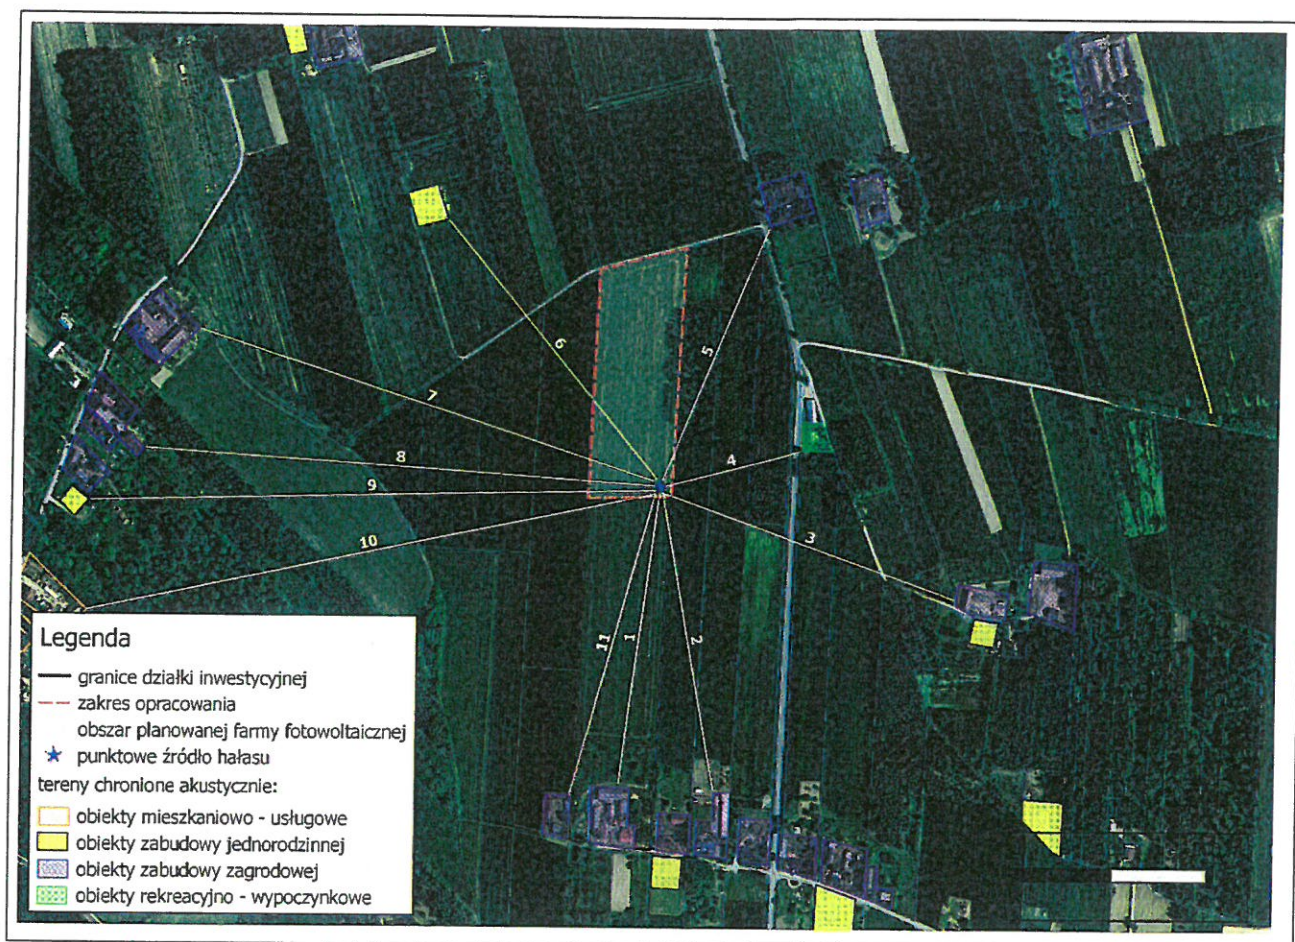 6
5
7
4
8
9
3
10
11
1
2
Legenda
granice działki inwestycyjnej
zakres opracowania
obszar planowanej farmy fotowoltaicznej
punktowe źródło hałasu
tereny chronione akustycznie:
obiekty mieszkaniowo - usługowe
obiekty zabudowy jednorodzinnej
obiekty zabudowy zagrodowej
obiekty rekreacyjno - wypoczynkowe